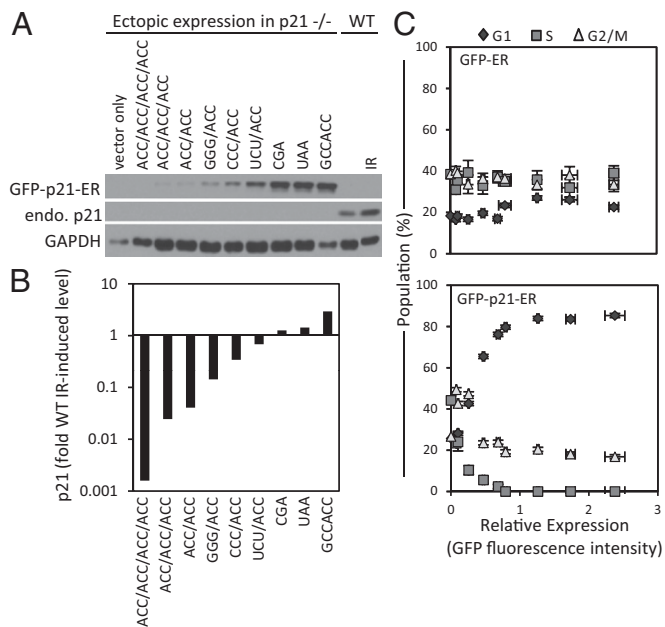 A
Ectopic expression in p21 -/-
WT
vector only
ACC/ACC/ACC/ACC
ACC/ACC/ACC
ACC/ACC
GGG/ACC
CCC/ACC
UCU/ACC
CGA
UAA
GCCACC
IR
GFP-p21-ER
endo. p21
GAPDH
B
p21 (fold WT IR-induced level)
10
1
0.1
0.01
0.001
ACC/ACC/ACC/ACC
ACC/ACC/ACC
ACC/ACC
GGG/ACC
CCC/ACC
UCU/ACC
CGA
UAA
GCCACC
C
G1
S
G2/M
GFP-ER
100
80
60
40
20
0
Population (%)
GFP-p21-ER
100
80
60
40
20
0
0 1 2 3
Relative Expression
(GFP fluorescence intensity)